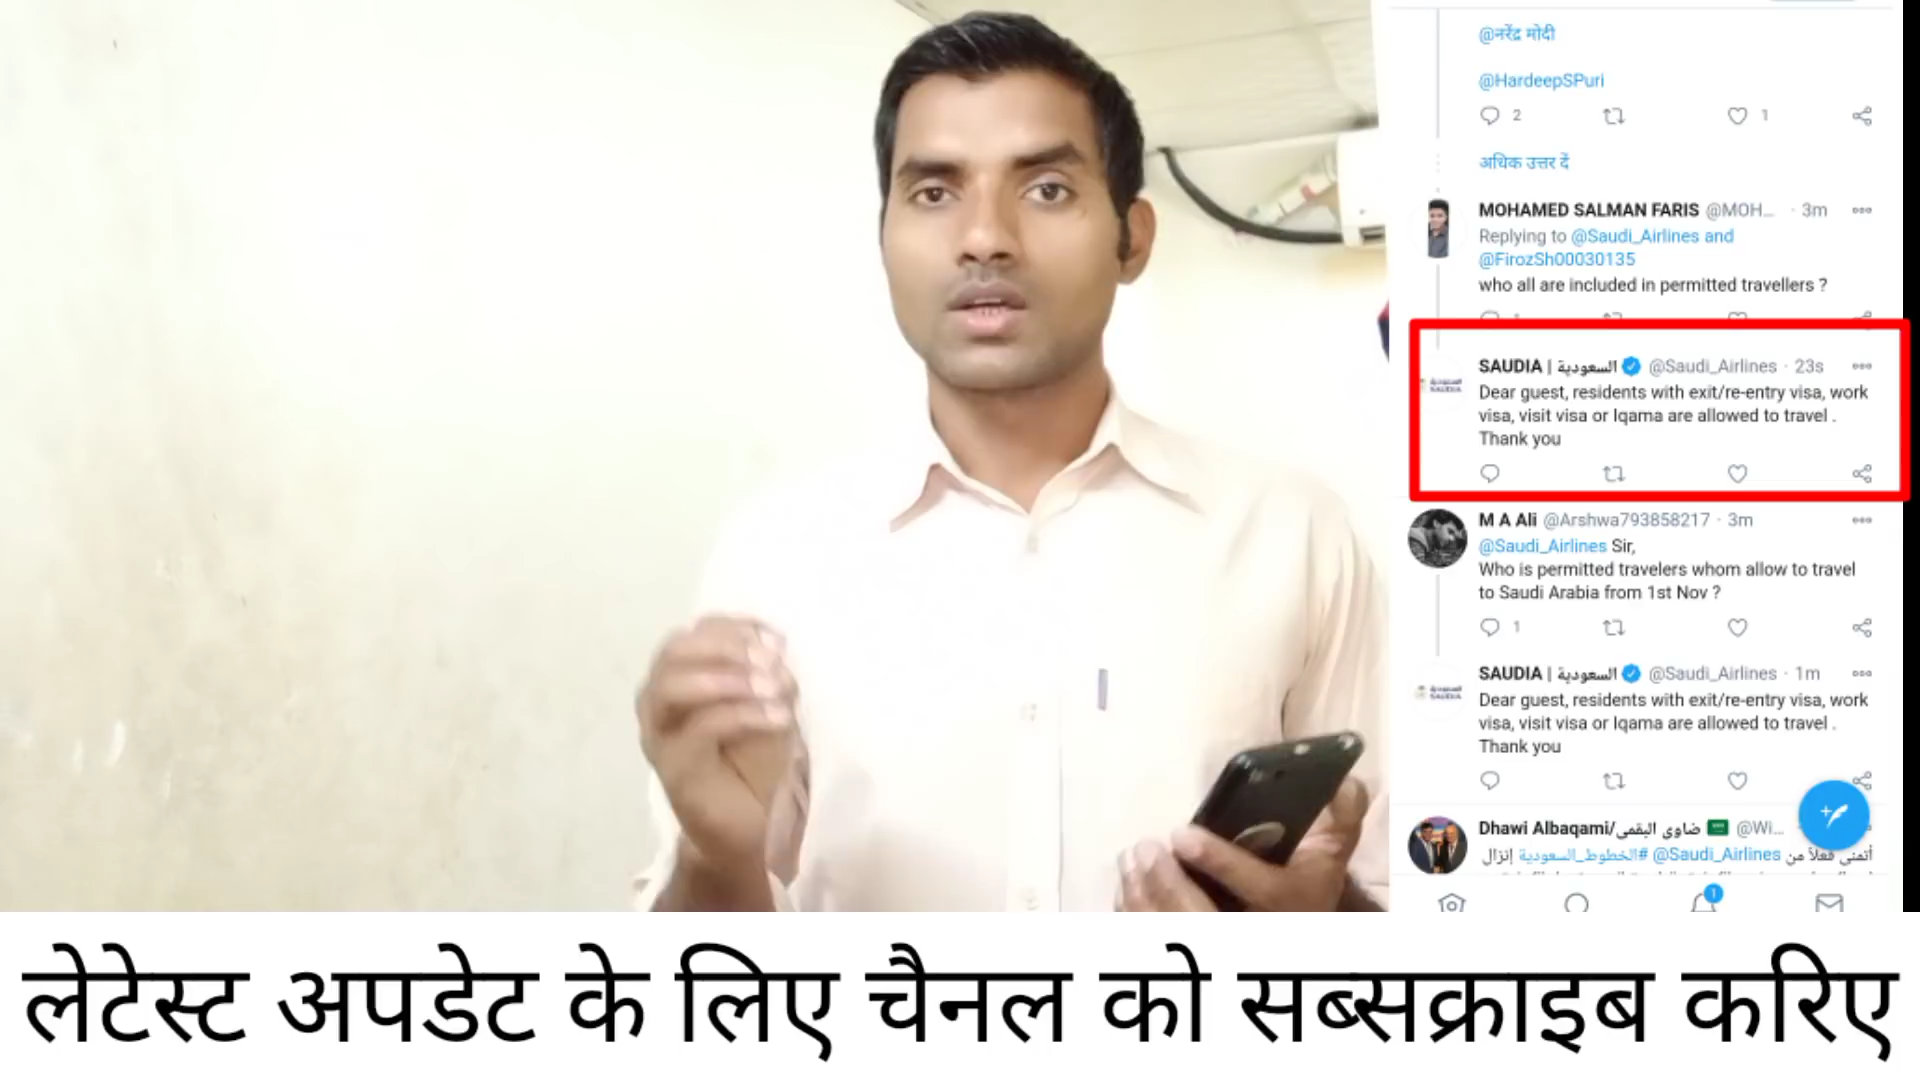 @नरेंद्र मोदी
@HardeepSPuri
2
1
अधिक उत्तर दें
MOHAMED SALMAN FARIS @MOH... · 3m
Replying to @Saudi_Airlines and
@FirozSh00030135
who all are included in permitted travellers ?
SAUDIA | السعودية @Saudi_Airlines · 23s
Dear guest, residents with exit/re-entry visa, work
visa, visit visa or Iqama are allowed to travel .
Thank you
M A Ali @Arshwa793858217 · 3m
@Saudi_Airlines Sir,
Who is permitted travelers whom allow to travel
to Saudi Arabia from 1st Nov ?
1
SAUDIA | السعودية @Saudi_Airlines · 1m
Dear guest, residents with exit/re-entry visa, work
visa, visit visa or Iqama are allowed to travel .
Thank you
Dhawi Albaqami/ضاوي البقمي @Wi...
أتمنى فعلاً من @Saudi_Airlines #الخطوط_السعودية إنزال
1
लेटेस्ट अपडेट के लिए चैनल को सब्सक्राइब करिए